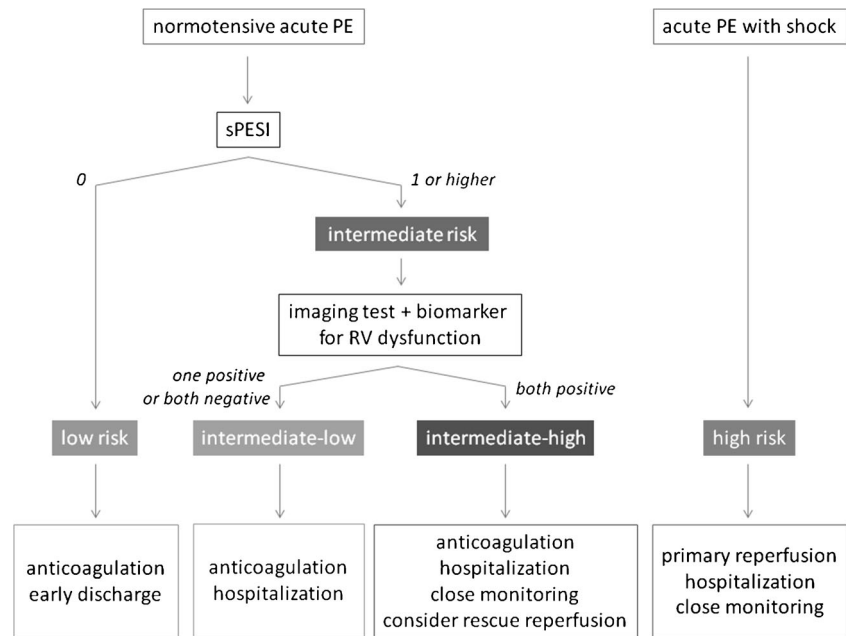 normotensive acute PE
acute PE with shock
sPESI
0
1 or higher
intermediate risk
imaging test + biomarker
for RV dysfunction
one positive
or both negative
both positive
low risk
intermediate-low
intermediate-high
high risk
anticoagulation
early discharge
anticoagulation
hospitalization
anticoagulation
hospitalization
close monitoring
consider rescue reperfusion
primary reperfusion
hospitalization
close monitoring